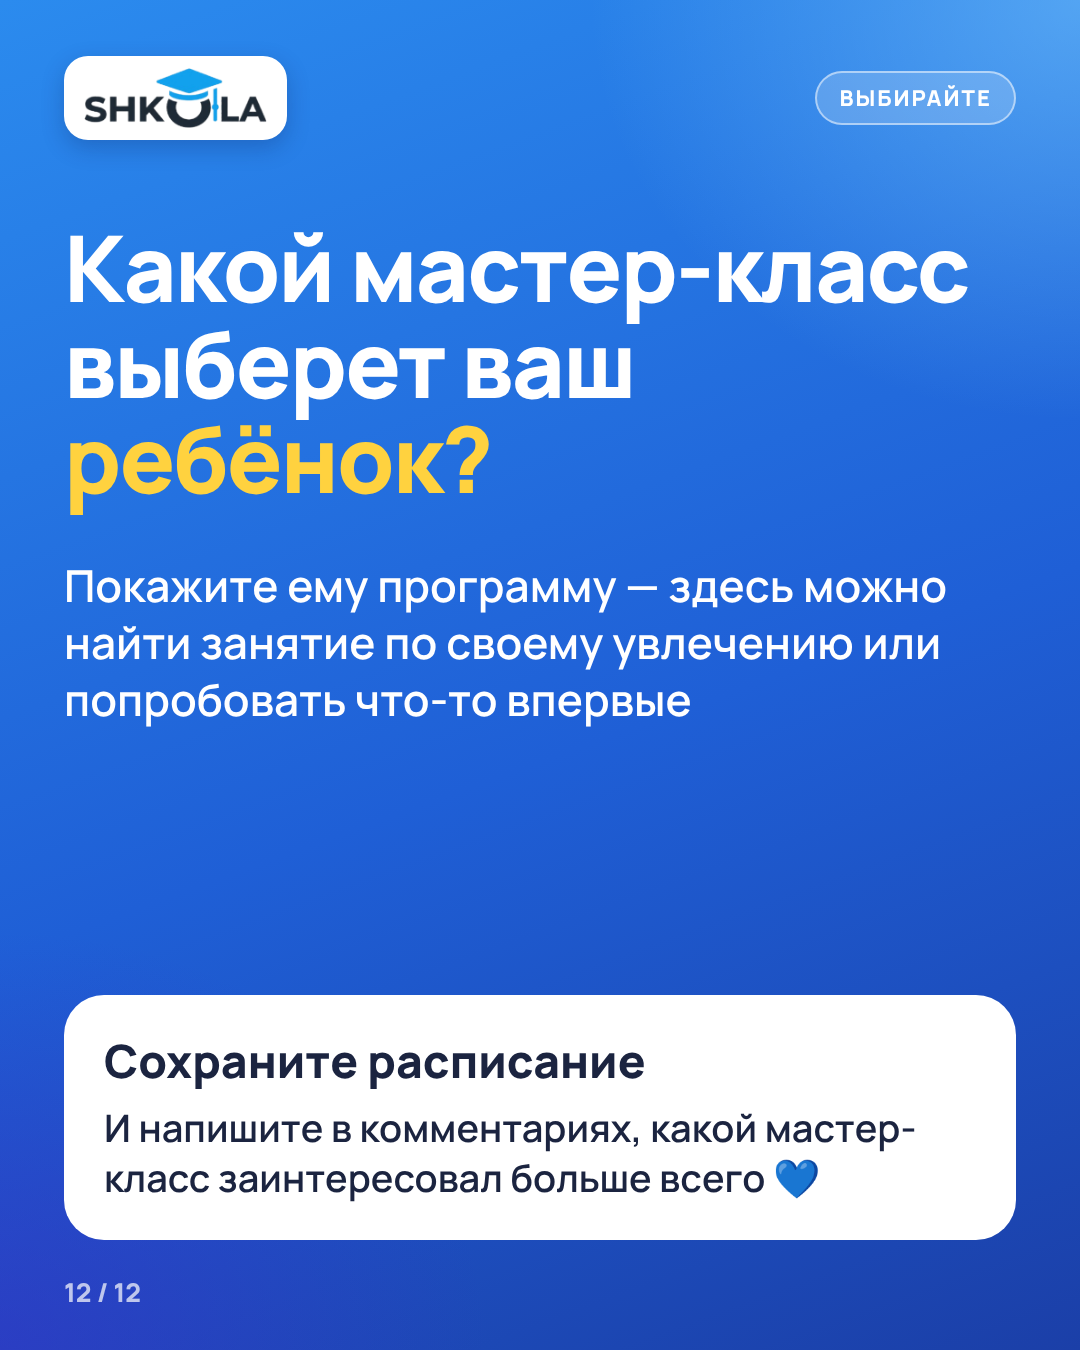 SHKOLA
ВЫБИРАЙТЕ
Какой мастер-класс
выберет ваш
ребёнок?
Покажите ему программу — здесь можно
найти занятие по своему увлечению или
попробовать что-то впервые
Сохраните расписание
И напишите в комментариях, какой мастер-
класс заинтересовал больше всего 💙
12 / 12